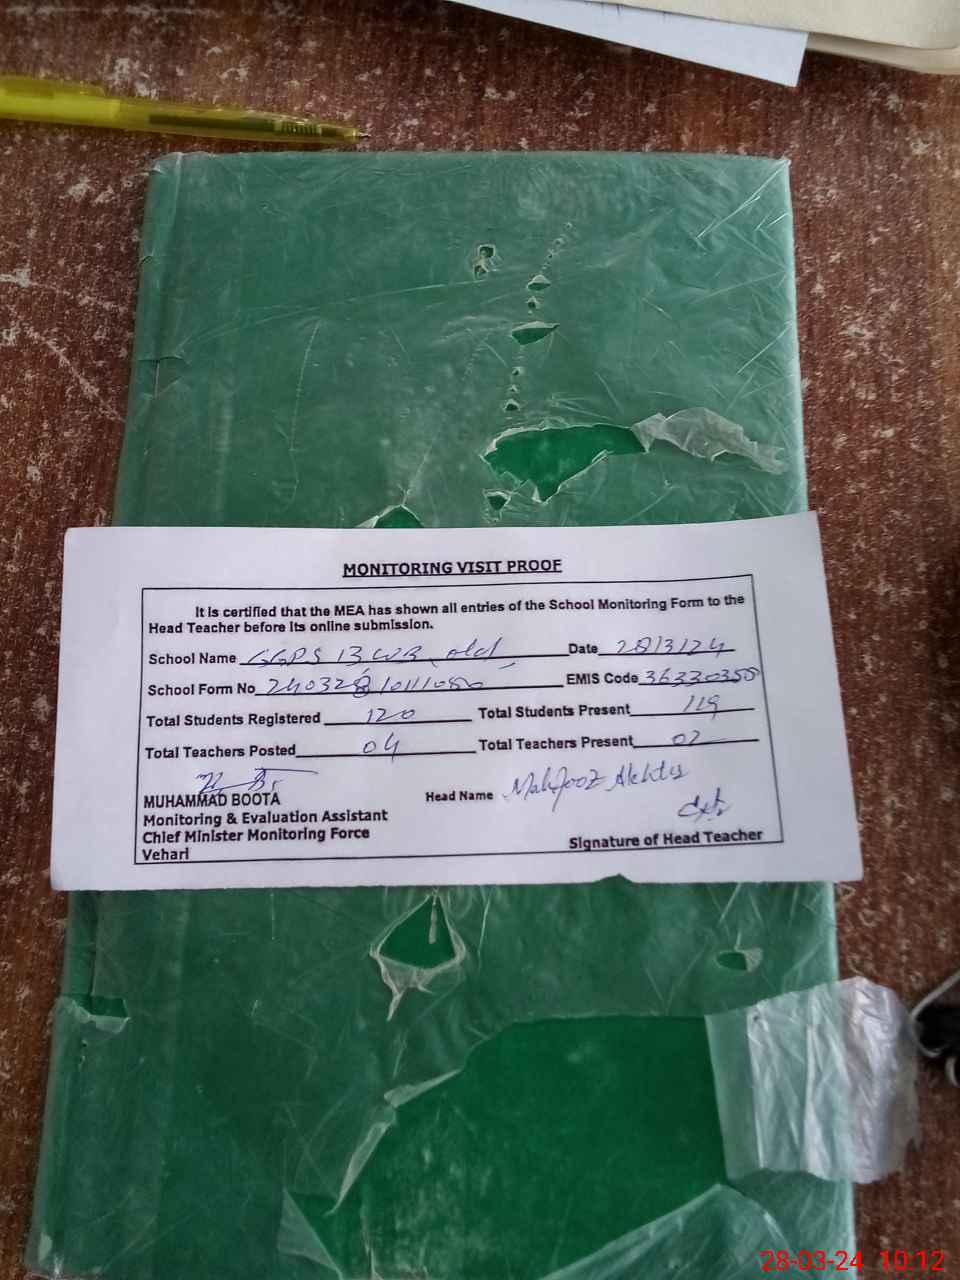 MONITORING VISIT PROOF
It is certified that the MEA has shown all entries of the School Monitoring Form to the
Head Teacher before its online submission.
School Name GGPS 13 WB old Date 28/3/24
School Form No EMIS Code 36330350
Total Students Registered 120 Total Students Present 119
Total Teachers Posted 04 Total Teachers Present 02
MUHAMMAD BOOTA Head Name Mahfooz Akhter
Monitoring & Evaluation Assistant
Chief Minister Monitoring Force
Vehari Signature of Head Teacher
28-03-24 10:12